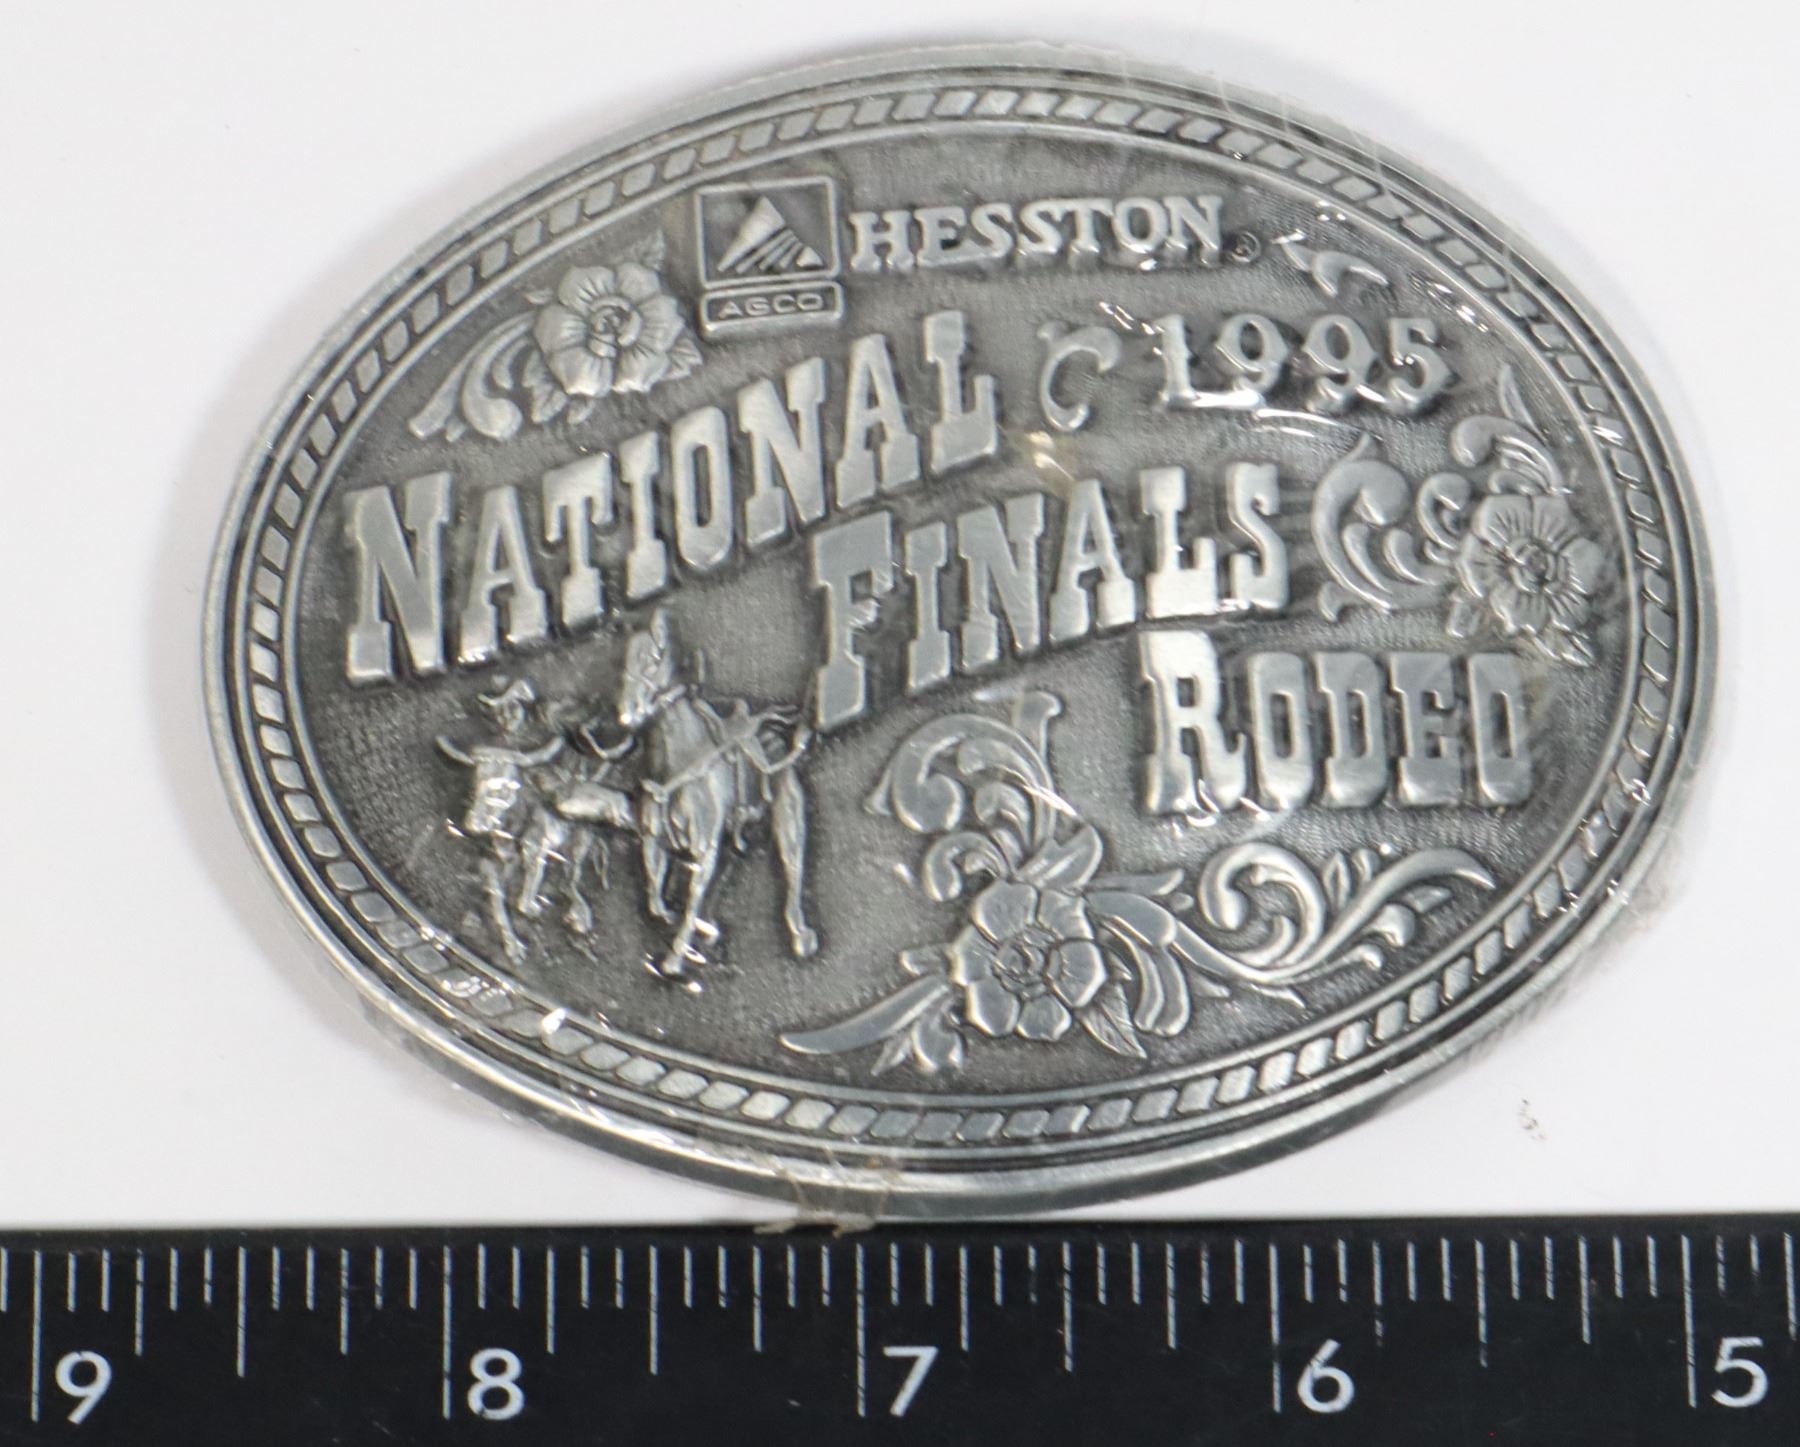 HESSTON®
AGCO
1995
NATIONAL
FINALS
RODEO
9 8 7 6 5